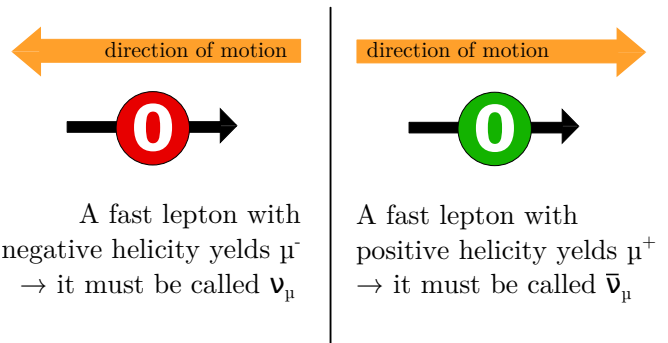 direction of motion
0
A fast lepton with
negative helicity yelds µ⁻
→ it must be called ν_µ
direction of motion
0
A fast lepton with
positive helicity yelds µ⁺
→ it must be called ν̄_µ